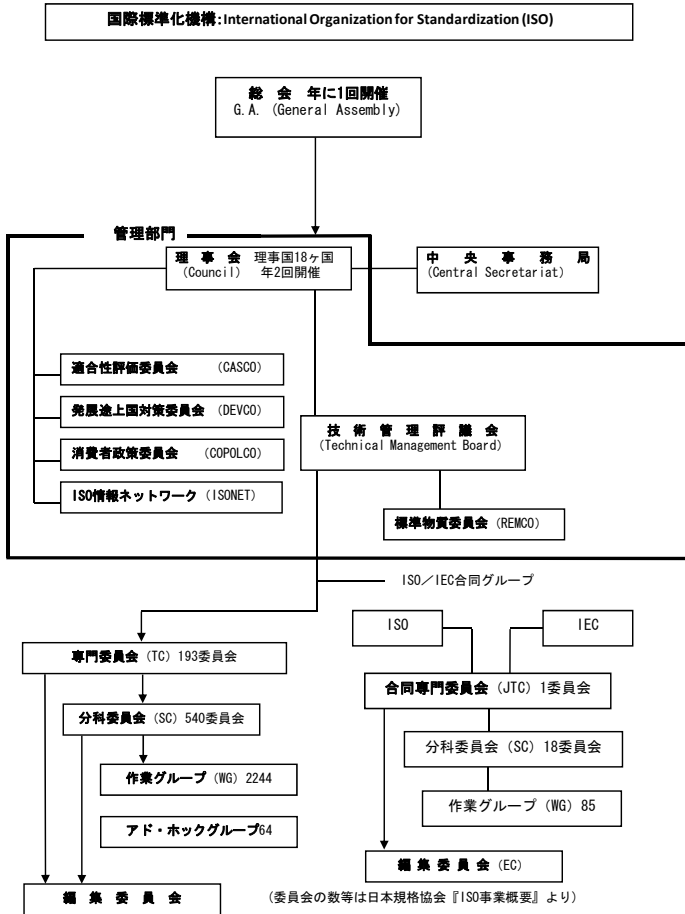 国際標準化機構:International Organization for Standardization (ISO)
総 会 年に1回開催
G.A. (General Assembly)
管理部門
理 事 会 理事国18ヶ国
(Council) 年2回開催
中 央 事 務 局
(Central Secretariat)
適合性評価委員会 (CASCO)
発展途上国対策委員会 (DEVCO)
消費者政策委員会 (COPOLCO)
ISO情報ネットワーク (ISONET)
技 術 管 理 評 議 会
(Technical Management Board)
標準物質委員会 (REMCO)
ISO/IEC合同グループ
専門委員会 (TC) 193委員会
分科委員会 (SC) 540委員会
作業グループ (WG) 2244
アド・ホックグループ64
編 集 委 員 会
ISO
IEC
合同専門委員会 (JTC) 1委員会
分科委員会 (SC) 18委員会
作業グループ (WG) 85
編 集 委 員 会 (EC)
(委員会の数等は日本規格協会『ISO事業概要』より)